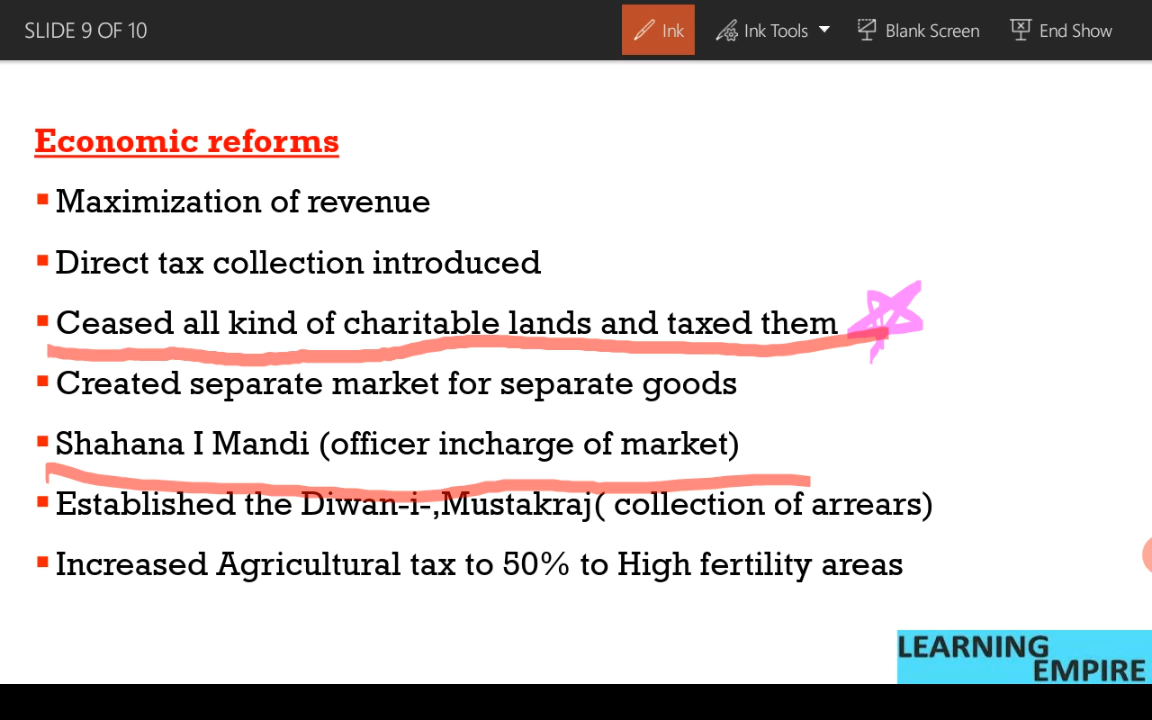 SLIDE 9 OF 10 Ink Ink Tools Blank Screen End Show
Economic reforms
Maximization of revenue
Direct tax collection introduced
Ceased all kind of charitable lands and taxed them
Created separate market for separate goods
Shahana I Mandi (officer incharge of market)
Established the Diwan-i-,Mustakraj( collection of arrears)
Increased Agricultural tax to 50% to High fertility areas
LEARNING
EMPIRE